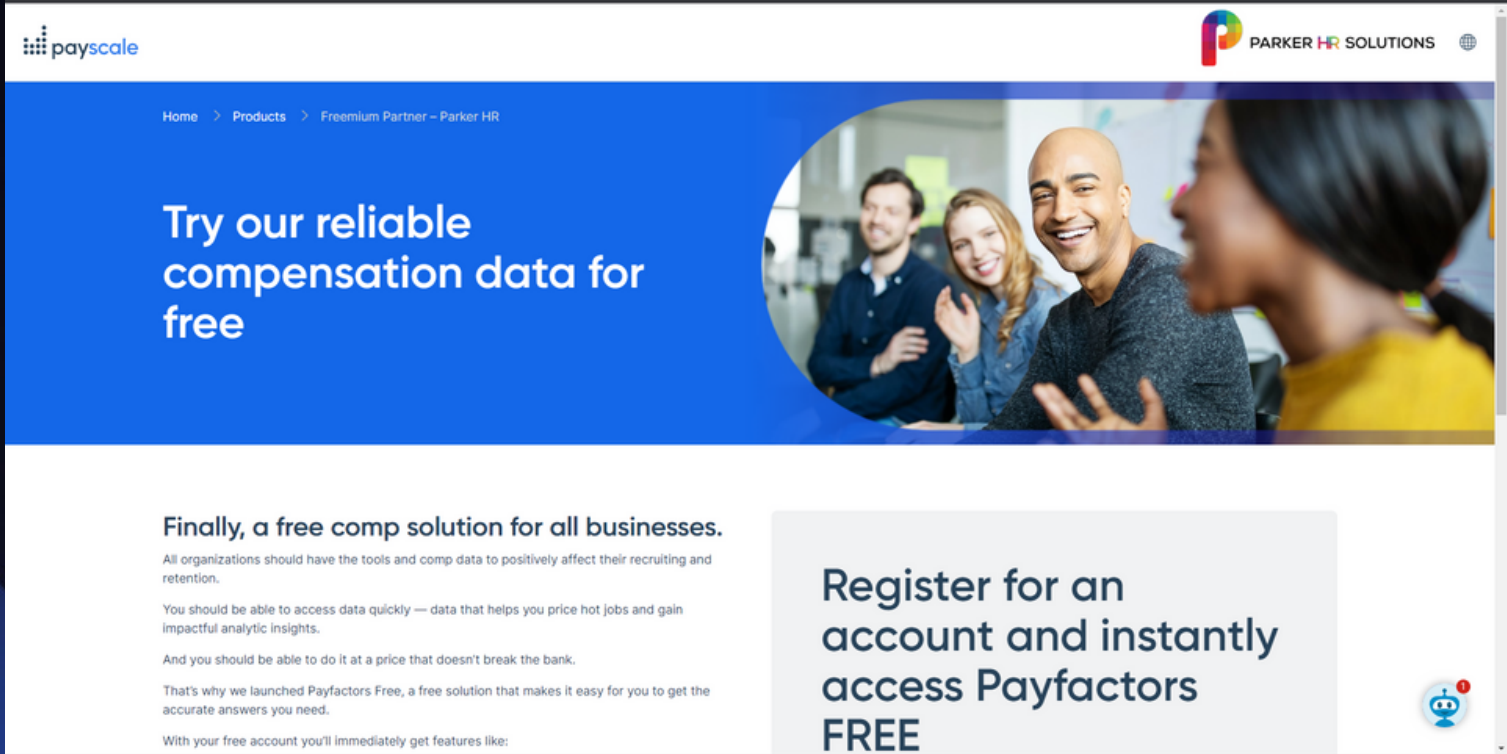 payscale
PARKER HR SOLUTIONS
Home > Products > Freemium Partner – Parker HR
Try our reliable
compensation data for
free
Finally, a free comp solution for all businesses.
All organizations should have the tools and comp data to positively affect their recruiting and
retention.
You should be able to access data quickly — data that helps you price hot jobs and gain
impactful analytic insights.
And you should be able to do it at a price that doesn't break the bank.
That's why we launched Payfactors Free, a free solution that makes it easy for you to get the
accurate answers you need.
With your free account you'll immediately get features like:
Register for an
account and instantly
access Payfactors
FREE
1